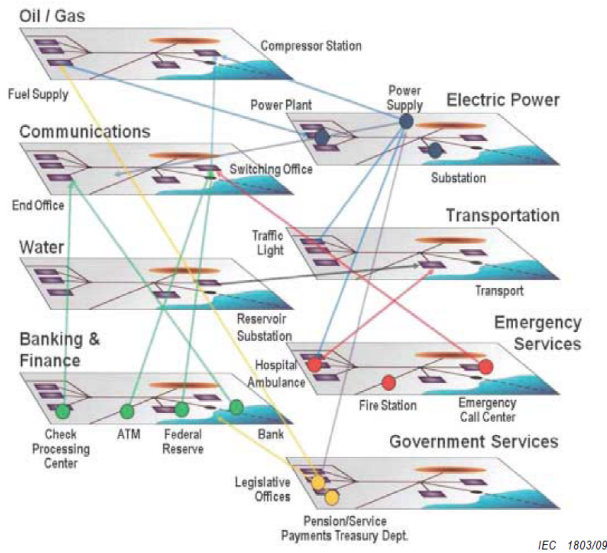 Oil / Gas
Compressor Station
Fuel Supply
Power Plant
Power
Supply
Electric Power
Communications
Switching Office
Substation
End Office
Transportation
Traffic
Light
Water
Transport
Reservoir
Substation
Emergency
Services
Banking &
Finance
Hospital
Ambulance
Fire Station
Emergency
Call Center
Check
Processing
Center
ATM
Federal
Reserve
Bank
Government Services
Legislative
Offices
Pension/Service
Payments Treasury Dept.
IEC 1803/09